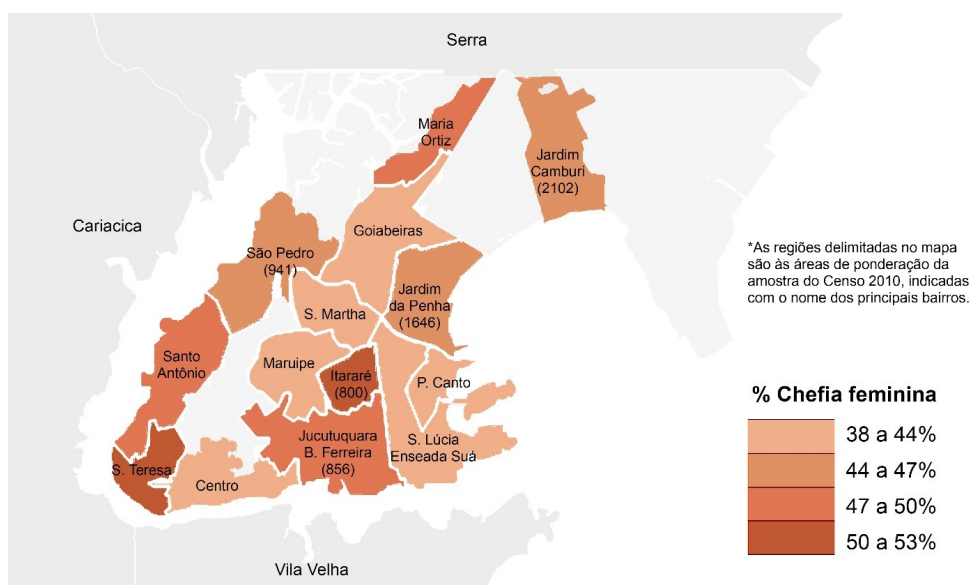 Serra
Maria
Ortiz
Jardim
Camburi
(2102)
Cariacica
Goiabeiras
São Pedro
(941)
*As regiões delimitadas no mapa
são às áreas de ponderação da
amostra do Censo 2010, indicadas
com o nome dos principais bairros.
Jardim
da Penha
(1646)
S. Martha
Santo
Antônio
Maruipe
Itararé
(800)
P. Canto
% Chefia feminina
38 a 44%
44 a 47%
47 a 50%
50 a 53%
Jucutuquara
B. Ferreira
(856)
S. Lúcia
Enseada Suá
S. Teresa
Centro
Vila Velha